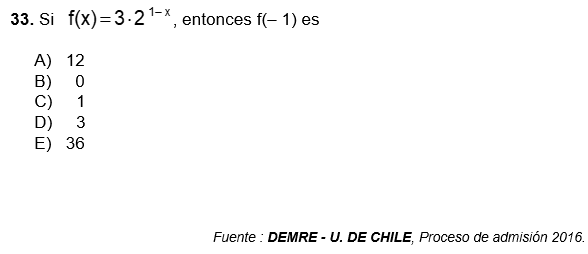 33. Si f(x)=3·2^{1−x}, entonces f(– 1) es
A) 12
B) 0
C) 1
D) 3
E) 36
Fuente : DEMRE - U. DE CHILE, Proceso de admisión 2016.